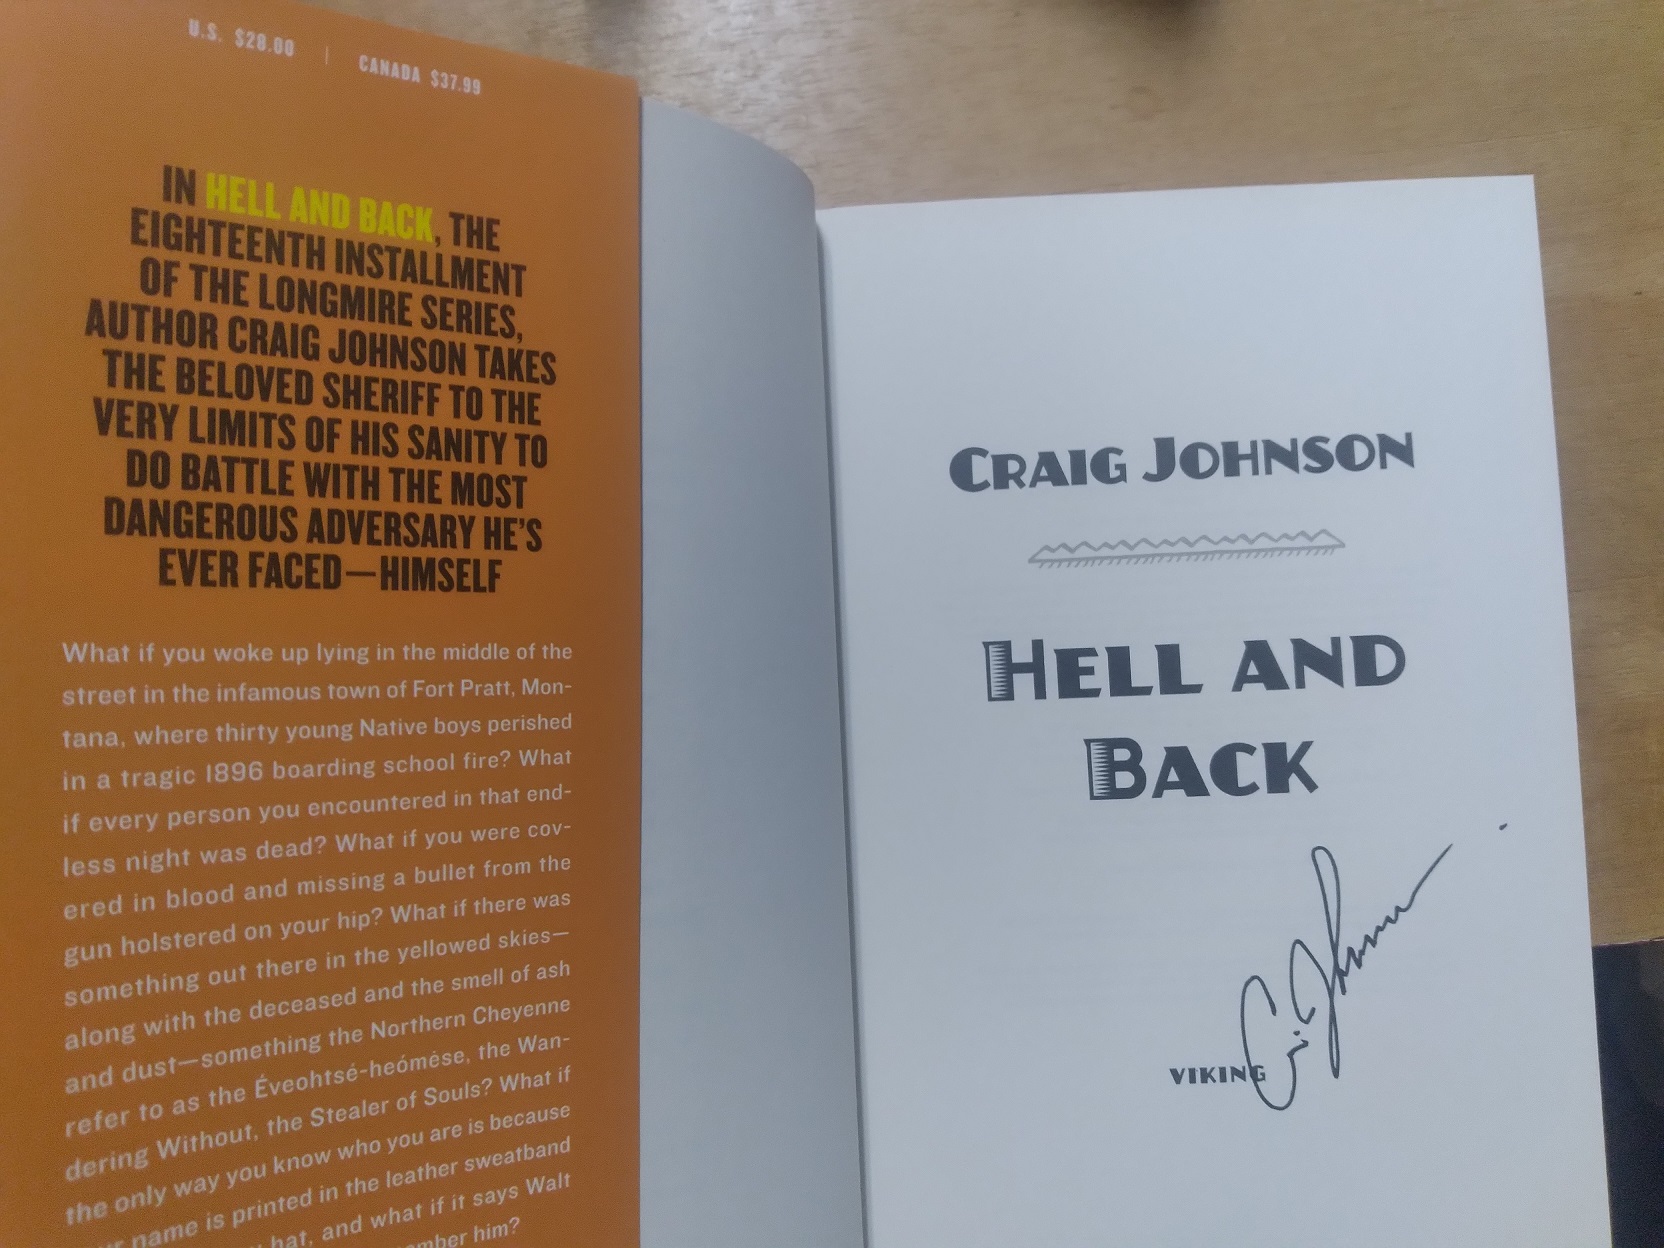 U.S. $28.00 | CANADA $37.99
IN HELL AND BACK, THE
EIGHTEENTH INSTALLMENT
OF THE LONGMIRE SERIES,
AUTHOR CRAIG JOHNSON TAKES
THE BELOVED SHERIFF TO THE
VERY LIMITS OF HIS SANITY TO
DO BATTLE WITH THE MOST
DANGEROUS ADVERSARY HE'S
EVER FACED—HIMSELF
What if you woke up lying in the middle of the
street in the infamous town of Fort Pratt, Mon-
tana, where thirty young Native boys perished
in a tragic 1896 boarding school fire? What
if every person you encountered in that end-
less night was dead? What if you were cov-
ered in blood and missing a bullet from the
gun holstered on your hip? What if there was
something out there in the yellowed skies—
along with the deceased and the smell of ash
and dust—something the Northern Cheyenne
refer to as the Éveohtsé-heómėse, the Wan-
dering Without, the Stealer of Souls? What if
the only way you know who you are is because
name is printed in the leather sweatband
hat, and what if it says Walt
him?
CRAIG JOHNSON
HELL AND
BACK
C. Johnson
VIKING